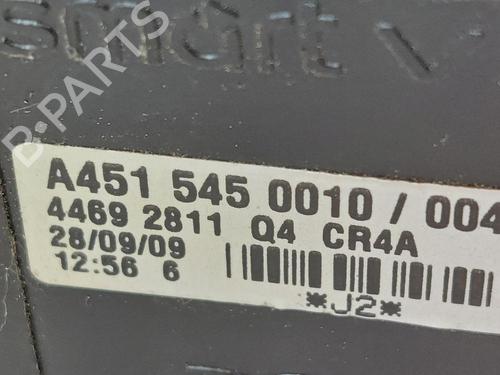 smart
B-PARTS
A451 545 0010 / 004
4469 2811 Q4 CR4A
28/09/09
12:56 6
*J2*